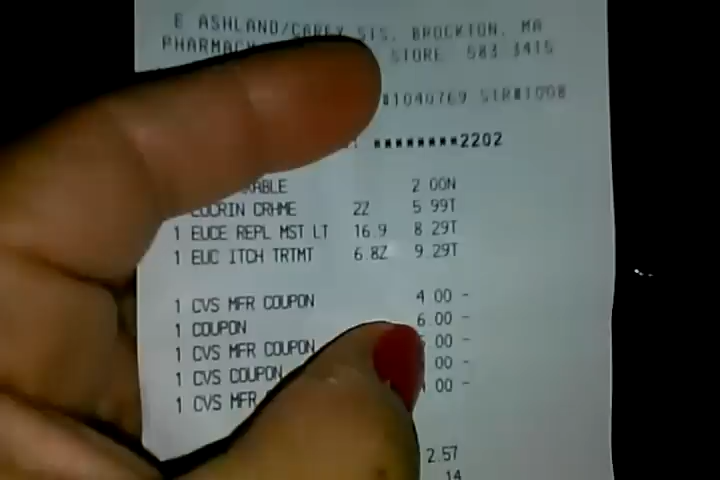 E ASHLAND/CAREY STS. BROCKTON, MA
PHARMACY STORE 583 3415
#1040769 STR#1008
********2202
2 00N
CRHME 2Z 5 99T
1 EUCE REPL MST LT 16.9 8 29T
1 EUC ITCH TRTMT 6.8Z 9 29T
1 CVS MFR COUPON 4 00 -
1 COUPON 6 00 -
1 CVS MFR COUPON 00 -
1 CVS COUPON 00 -
1 CVS MFR 00 -
2.57
14